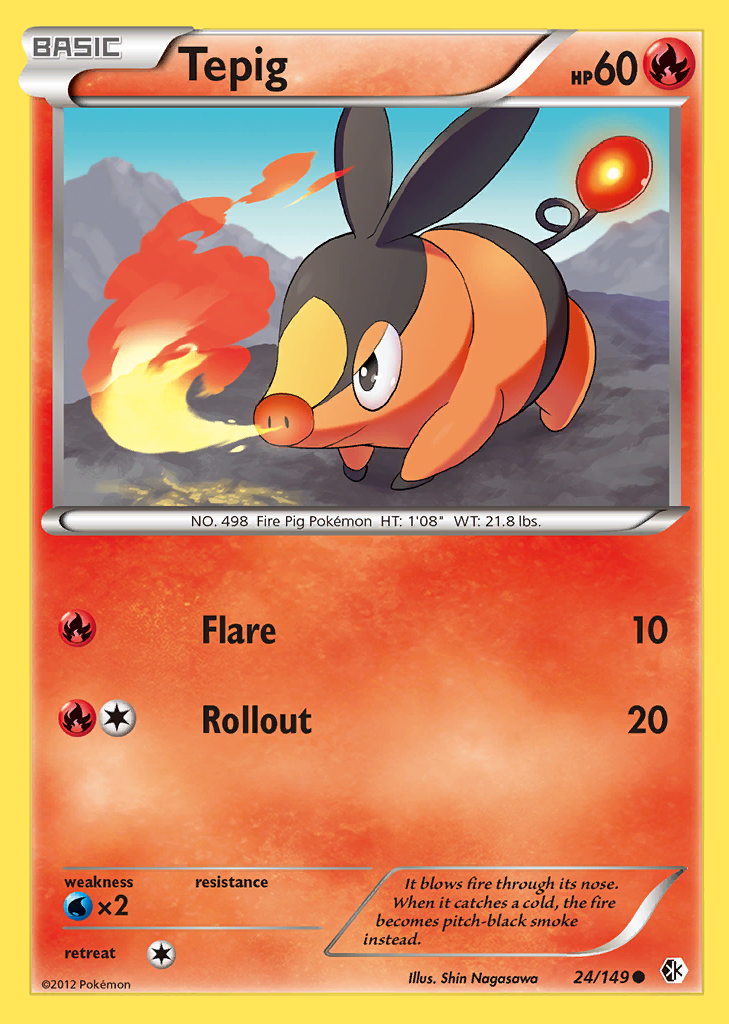 BASIC
Tepig
HP60
NO. 498 Fire Pig Pokémon HT: 1'08" WT: 21.8 lbs.
Flare 10
Rollout 20
weakness resistance
×2
It blows fire through its nose.
When it catches a cold, the fire
becomes pitch-black smoke
instead.
retreat
©2012 Pokémon
Illus. Shin Nagasawa 24/149